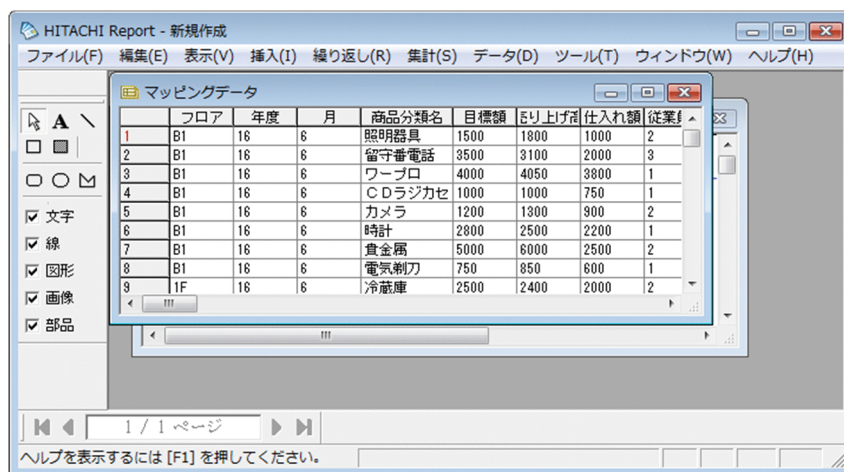 HITACHI Report - 新規作成
ファイル(F) 編集(E) 表示(V) 挿入(I) 繰り返し(R) 集計(S) データ(D) ツール(T) ウィンドウ(W) ヘルプ(H)
マッピングデータ
フロア 年度 月 商品分類名 目標額 売り上げ高 仕入れ額 従業員
1 B1 16 6 照明器具 1500 1800 1000 2
2 B1 16 6 留守番電話 3500 3100 2000 3
3 B1 16 6 ワープロ 4000 4050 3800 1
4 B1 16 6 CDラジカセ 1000 1000 750 1
5 B1 16 6 カメラ 1200 1300 900 2
6 B1 16 6 時計 2800 2500 2200 1
7 B1 16 6 貴金属 5000 6000 2500 2
8 B1 16 6 電気剃刀 750 850 600 1
9 1F 16 6 冷蔵庫 2500 2400 2000 2
A
文字
線
図形
画像
部品
1 / 1 ページ
ヘルプを表示するには [F1] を押してください。